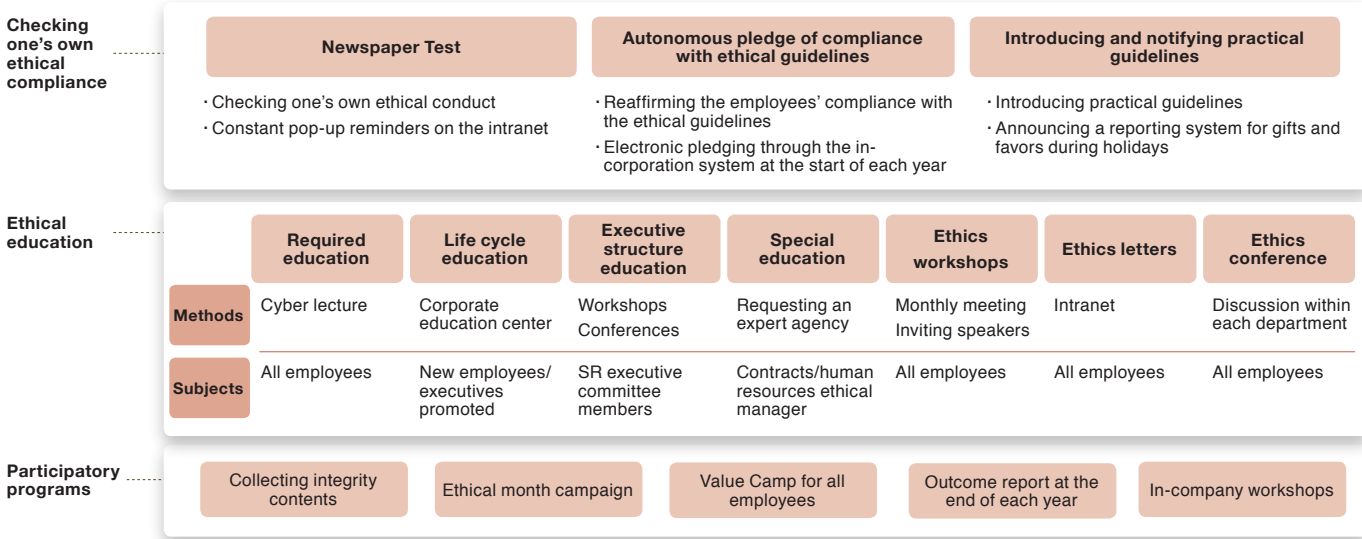 Checking
one's own
ethical
compliance
Newspaper Test
Autonomous pledge of compliance
with ethical guidelines
Introducing and notifying practical
guidelines
· Checking one's own ethical conduct
· Constant pop-up reminders on the intranet
· Reaffirming the employees' compliance with
the ethical guidelines
· Electronic pledging through the in-
corporation system at the start of each year
· Introducing practical guidelines
· Announcing a reporting system for gifts and
favors during holidays
Ethical
education
Required
education
Life cycle
education
Executive
structure
education
Special
education
Ethics
workshops
Ethics letters
Ethics
conference
Methods
Cyber lecture
Corporate
education center
Workshops
Conferences
Requesting an
expert agency
Monthly meeting
Inviting speakers
Intranet
Discussion within
each department
Subjects
All employees
New employees/
executives
promoted
SR executive
committee
members
Contracts/human
resources ethical
manager
All employees
All employees
All employees
Participatory
programs
Collecting integrity
contents
Ethical month campaign
Value Camp for all
employees
Outcome report at the
end of each year
In-company workshops